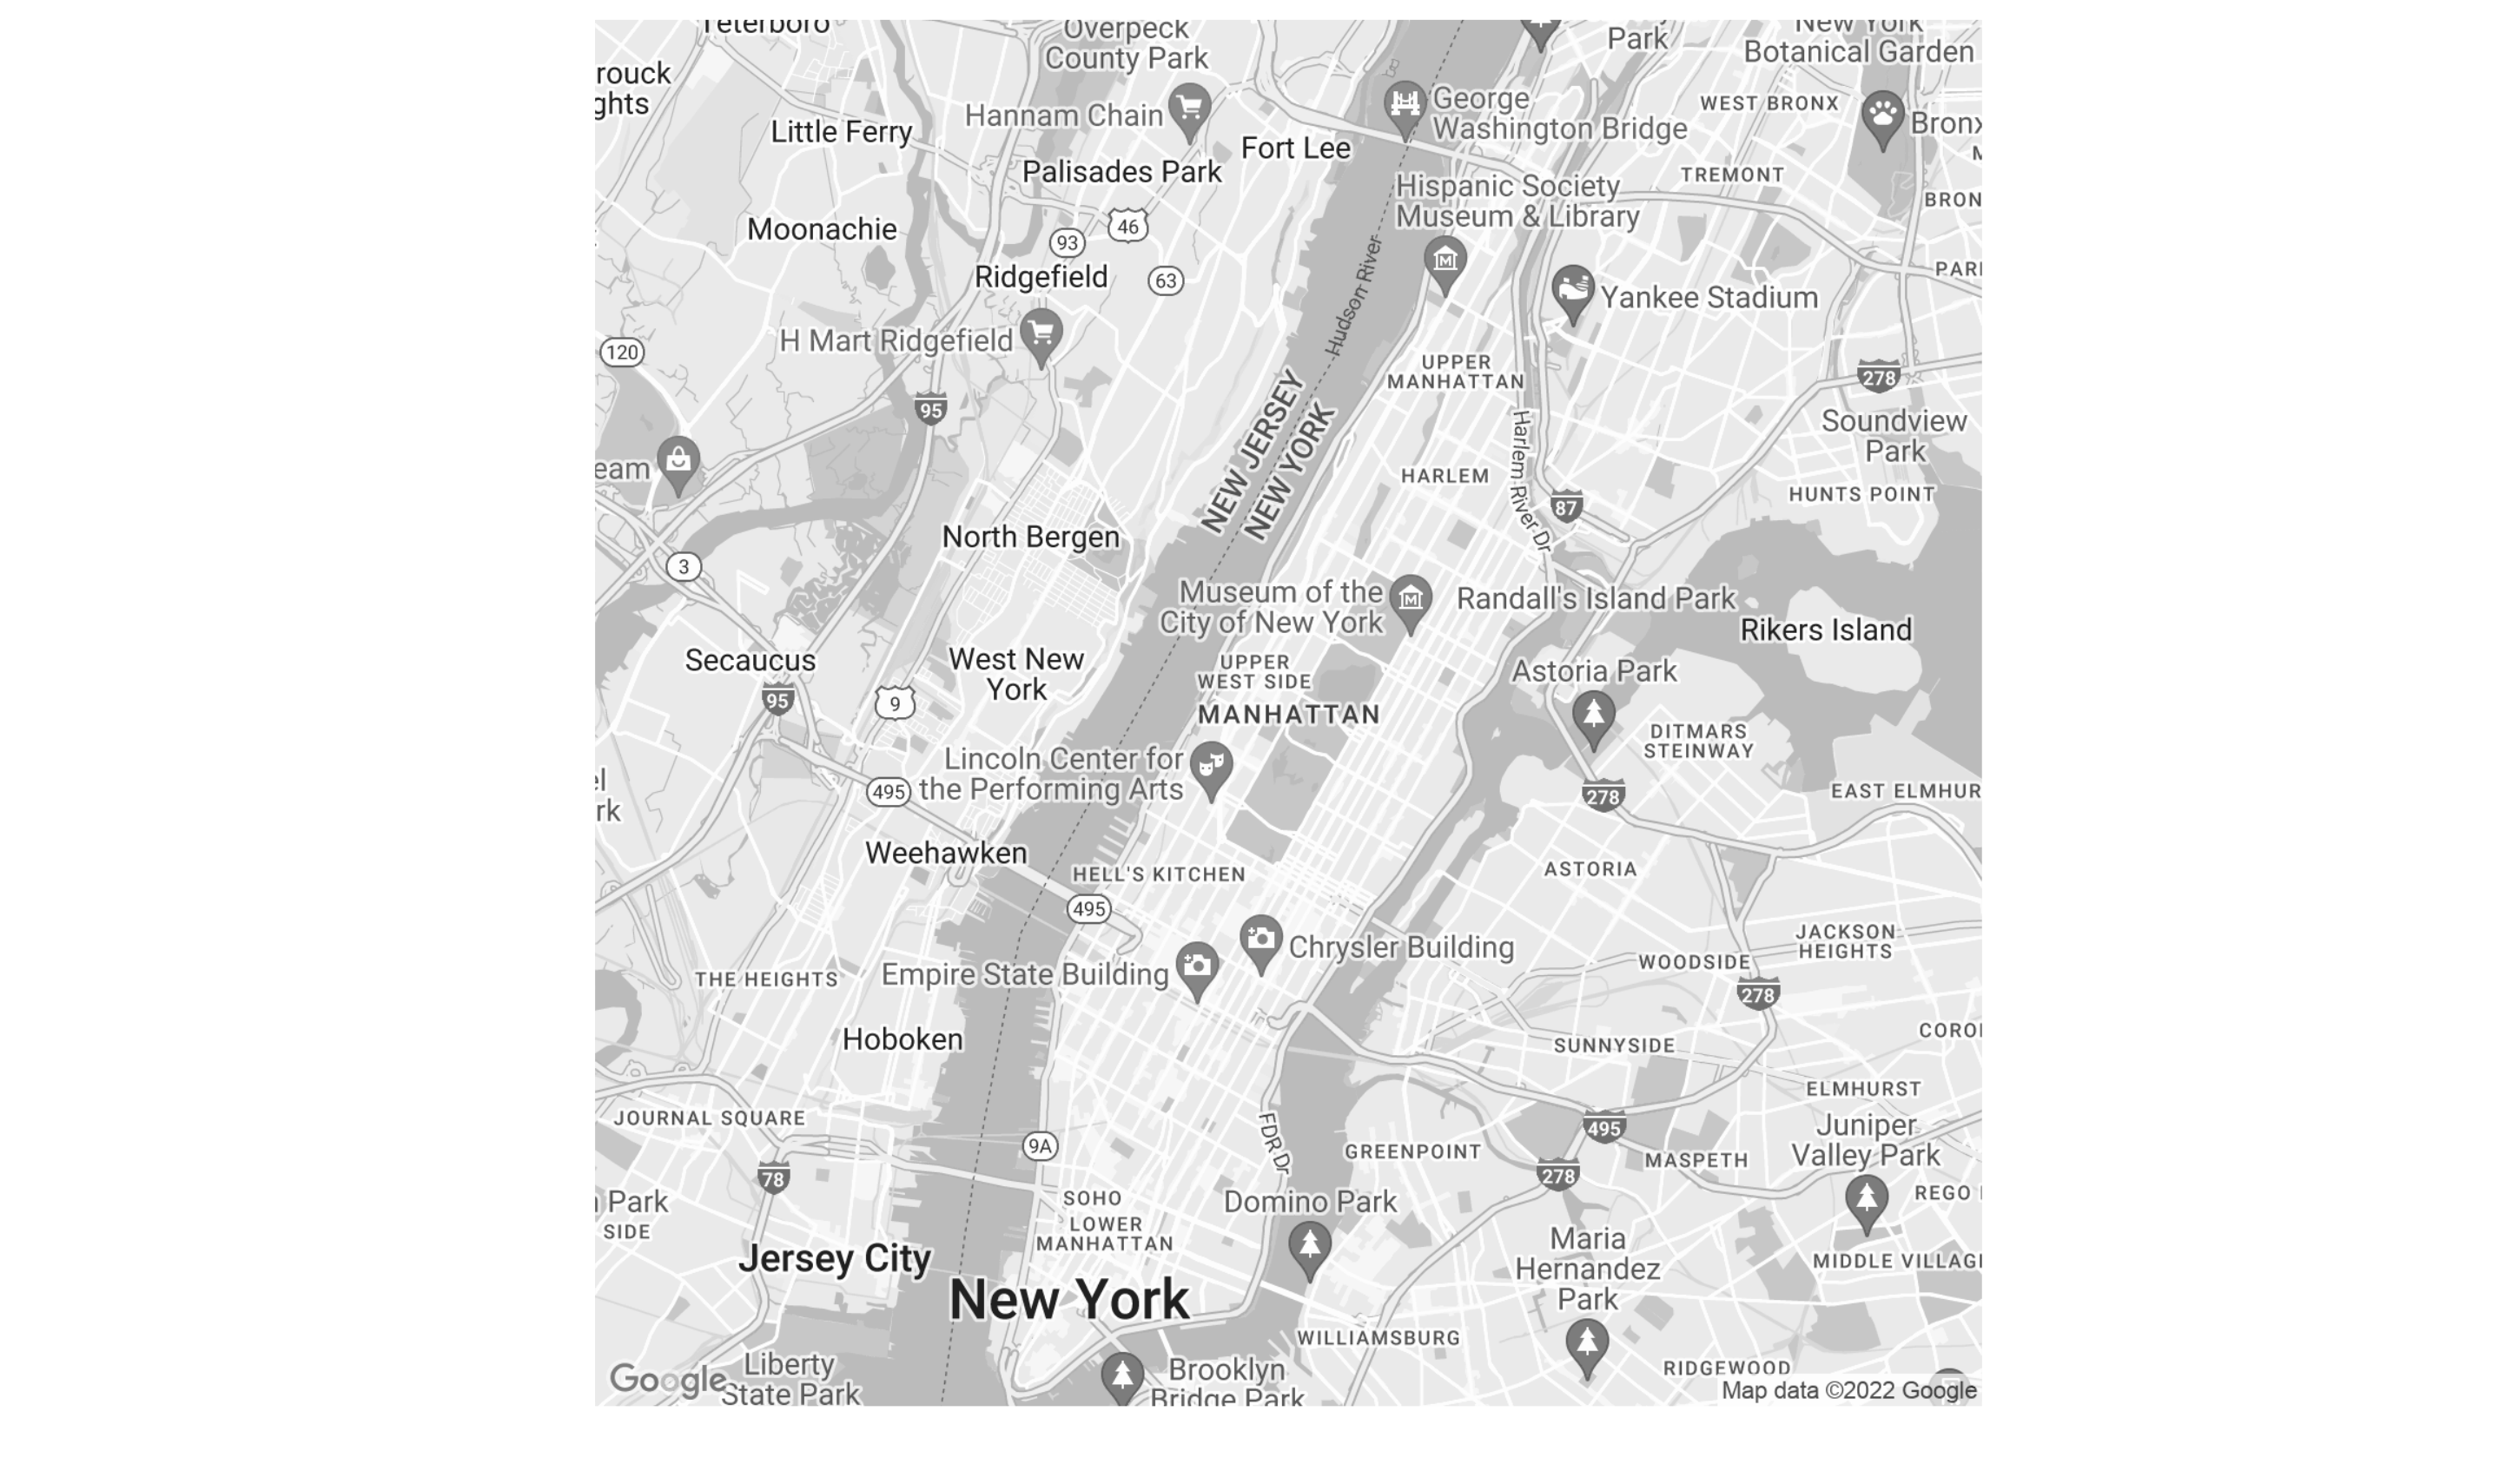 Teterboro
Overpeck
County Park
Park
New York
Botanical Garden
rouck
ghts
Hannam Chain
George
Washington Bridge
WEST BRONX
Bronx
Little Ferry
Fort Lee
Palisades Park
TREMONT
Hispanic Society
Museum & Library
BRON
Moonachie
46
93
Hudson River
PARK
Ridgefield
63
Yankee Stadium
H Mart Ridgefield
120
UPPER
MANHATTAN
278
95
NEW JERSEY
NEW YORK
Harlem River Dr
Soundview
Park
eam
HARLEM
HUNTS POINT
87
North Bergen
3
Museum of the
City of New York
Randall's Island Park
Rikers Island
Secaucus
West New
York
UPPER
WEST SIDE
Astoria Park
95
9
MANHATTAN
DITMARS
STEINWAY
Lincoln Center for
the Performing Arts
495
el
rk
278
EAST ELMHUR
Weehawken
HELL'S KITCHEN
ASTORIA
495
JACKSON
HEIGHTS
Chrysler Building
WOODSIDE
Empire State Building
THE HEIGHTS
278
Hoboken
SUNNYSIDE
COROI
ELMHURST
JOURNAL SQUARE
9A
FDR Dr
495
Juniper
Valley Park
GREENPOINT
MASPETH
78
278
Park
SIDE
SOHO
LOWER
MANHATTAN
Domino Park
REGO
Maria
Hernandez
Park
Jersey City
MIDDLE VILLAGE
New York
WILLIAMSBURG
Liberty
State Park
Google
Brooklyn
Bridge Park
RIDGEWOOD
Map data ©2022 Google